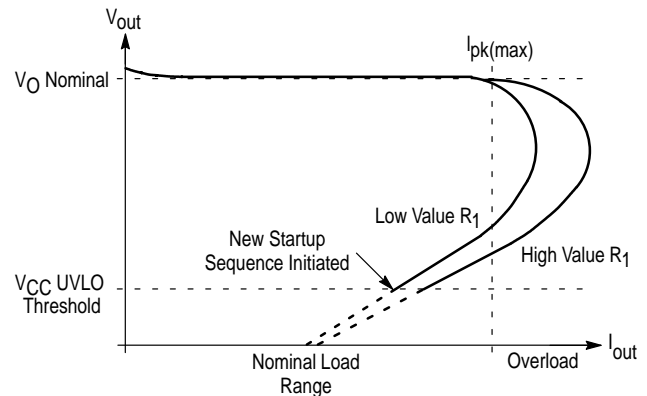 Vout
Ipk(max)
VO Nominal
Low Value R1
New Startup
Sequence Initiated
High Value R1
VCC UVLO
Threshold
Iout
Nominal Load
Range
Overload